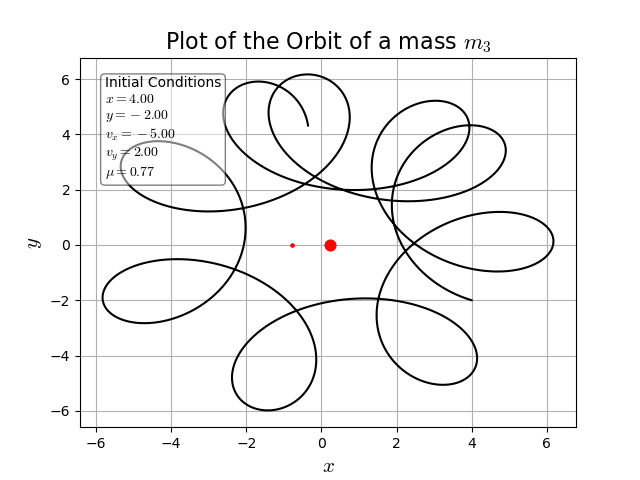 Plot of the Orbit of a mass m₃
Initial Conditions
x = 4.00
y = −2.00
vₓ = −5.00
v_y = 2.00
μ = 0.77
6
4
2
0
−2
−4
−6
y
−6 −4 −2 0 2 4 6
x